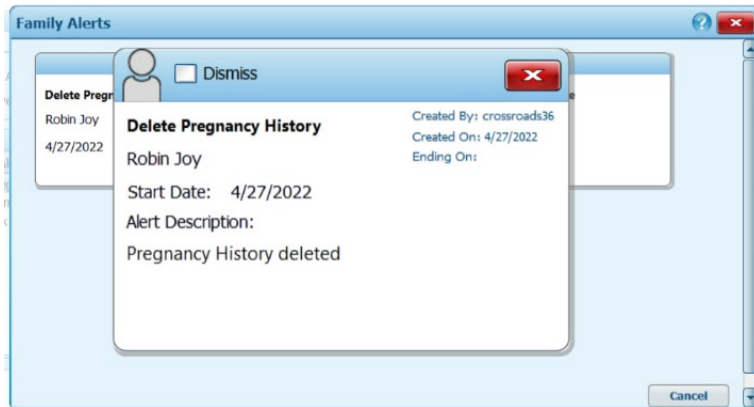 Family Alerts
Dismiss
Delete Pregnancy History
Created By: crossroads36
Robin Joy
Created On: 4/27/2022
Ending On:
Start Date: 4/27/2022
Alert Description:
Pregnancy History deleted
Delete Pregr
Robin Joy
4/27/2022
Cancel